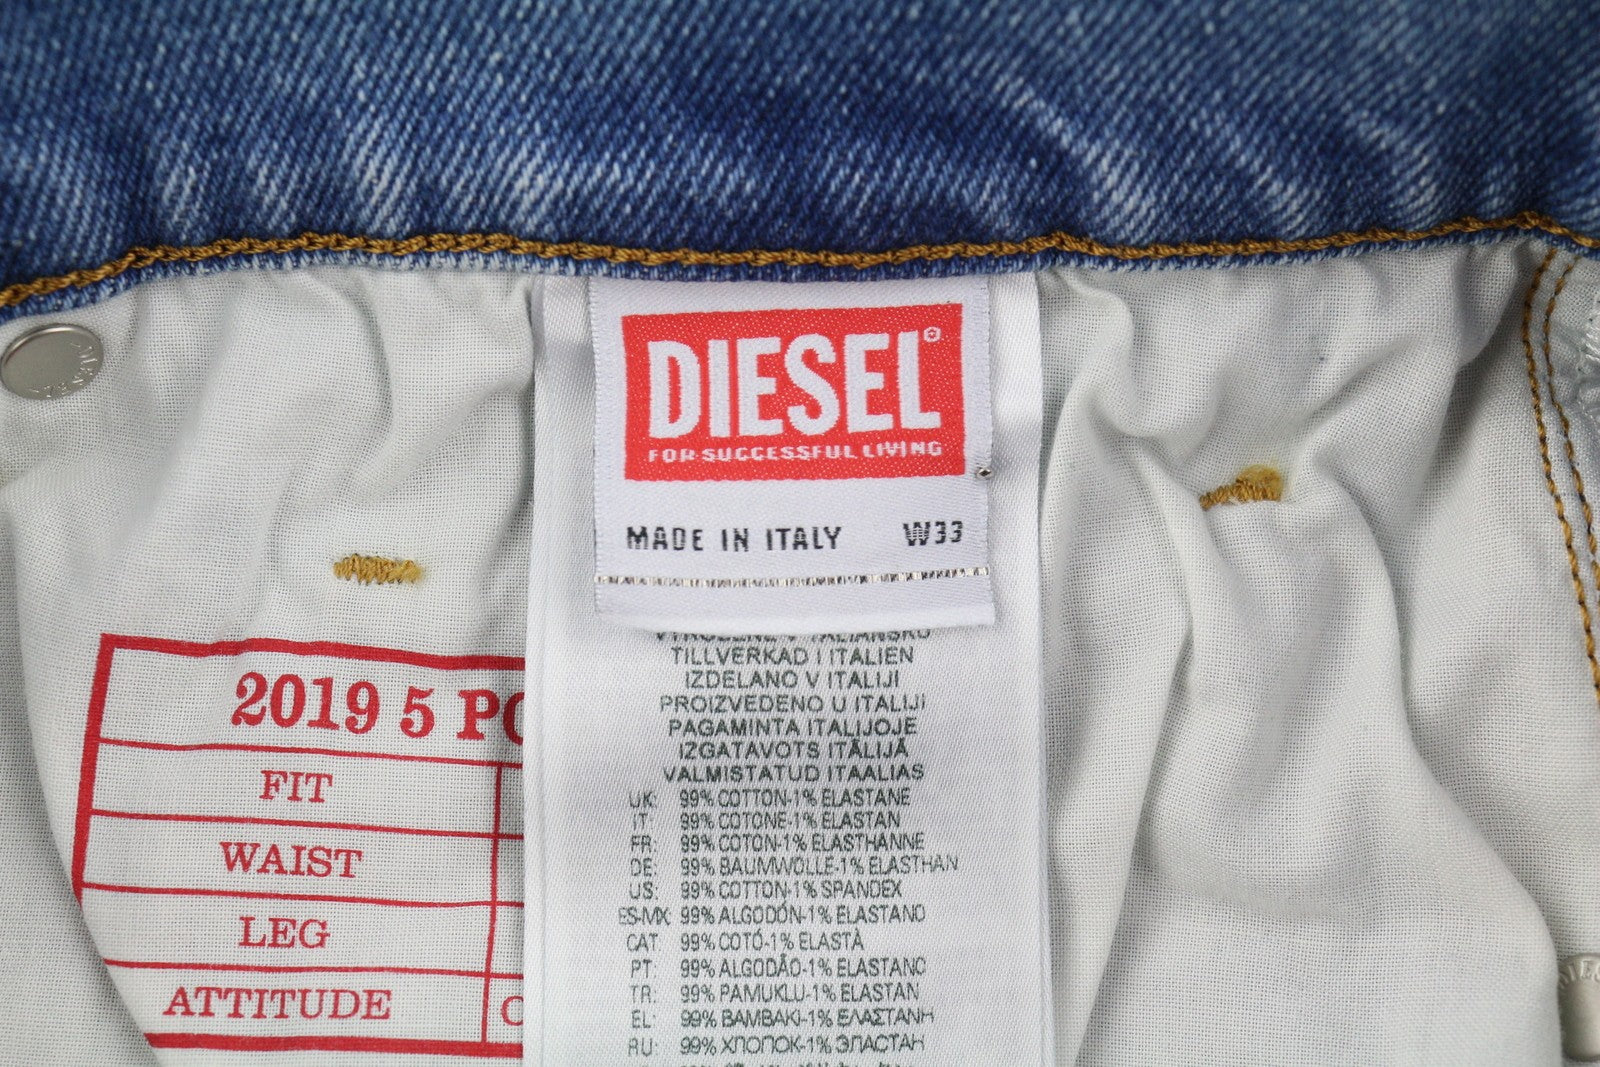 DIESEL
FOR SUCCESSFUL LIVING
MADE IN ITALY W33
VYROBENE V ITALIANSKU
TILLVERKAD I ITALIEN
IZDELANO V ITALIJI
PROIZVEDENO U ITALIJI
PAGAMINTA ITALIJOJE
IZGATAVOTS ITĀLIJĀ
VALMISTATUD ITAALIAS
UK: 99% COTTON-1% ELASTANE
IT: 99% COTONE-1% ELASTAN
FR: 99% COTON-1% ELASTHANNE
DE: 99% BAUMWOLLE-1% ELASTHAN
US: 99% COTTON-1% SPANDEX
ES-MX: 99% ALGODÓN-1% ELASTANO
CAT: 99% COTÓ-1% ELASTÀ
PT: 99% ALGODÃO-1% ELASTANO
TR: 99% PAMUKLU-1% ELASTAN
EL: 99% ΒΑΜΒΑΚΙ-1% ΕΛΑΣΤΑΝΗ
RU: 99% ХЛОПОК-1% ЭЛАСТАН
2019 5 PO
FIT
WAIST
LEG
ATTITUDE